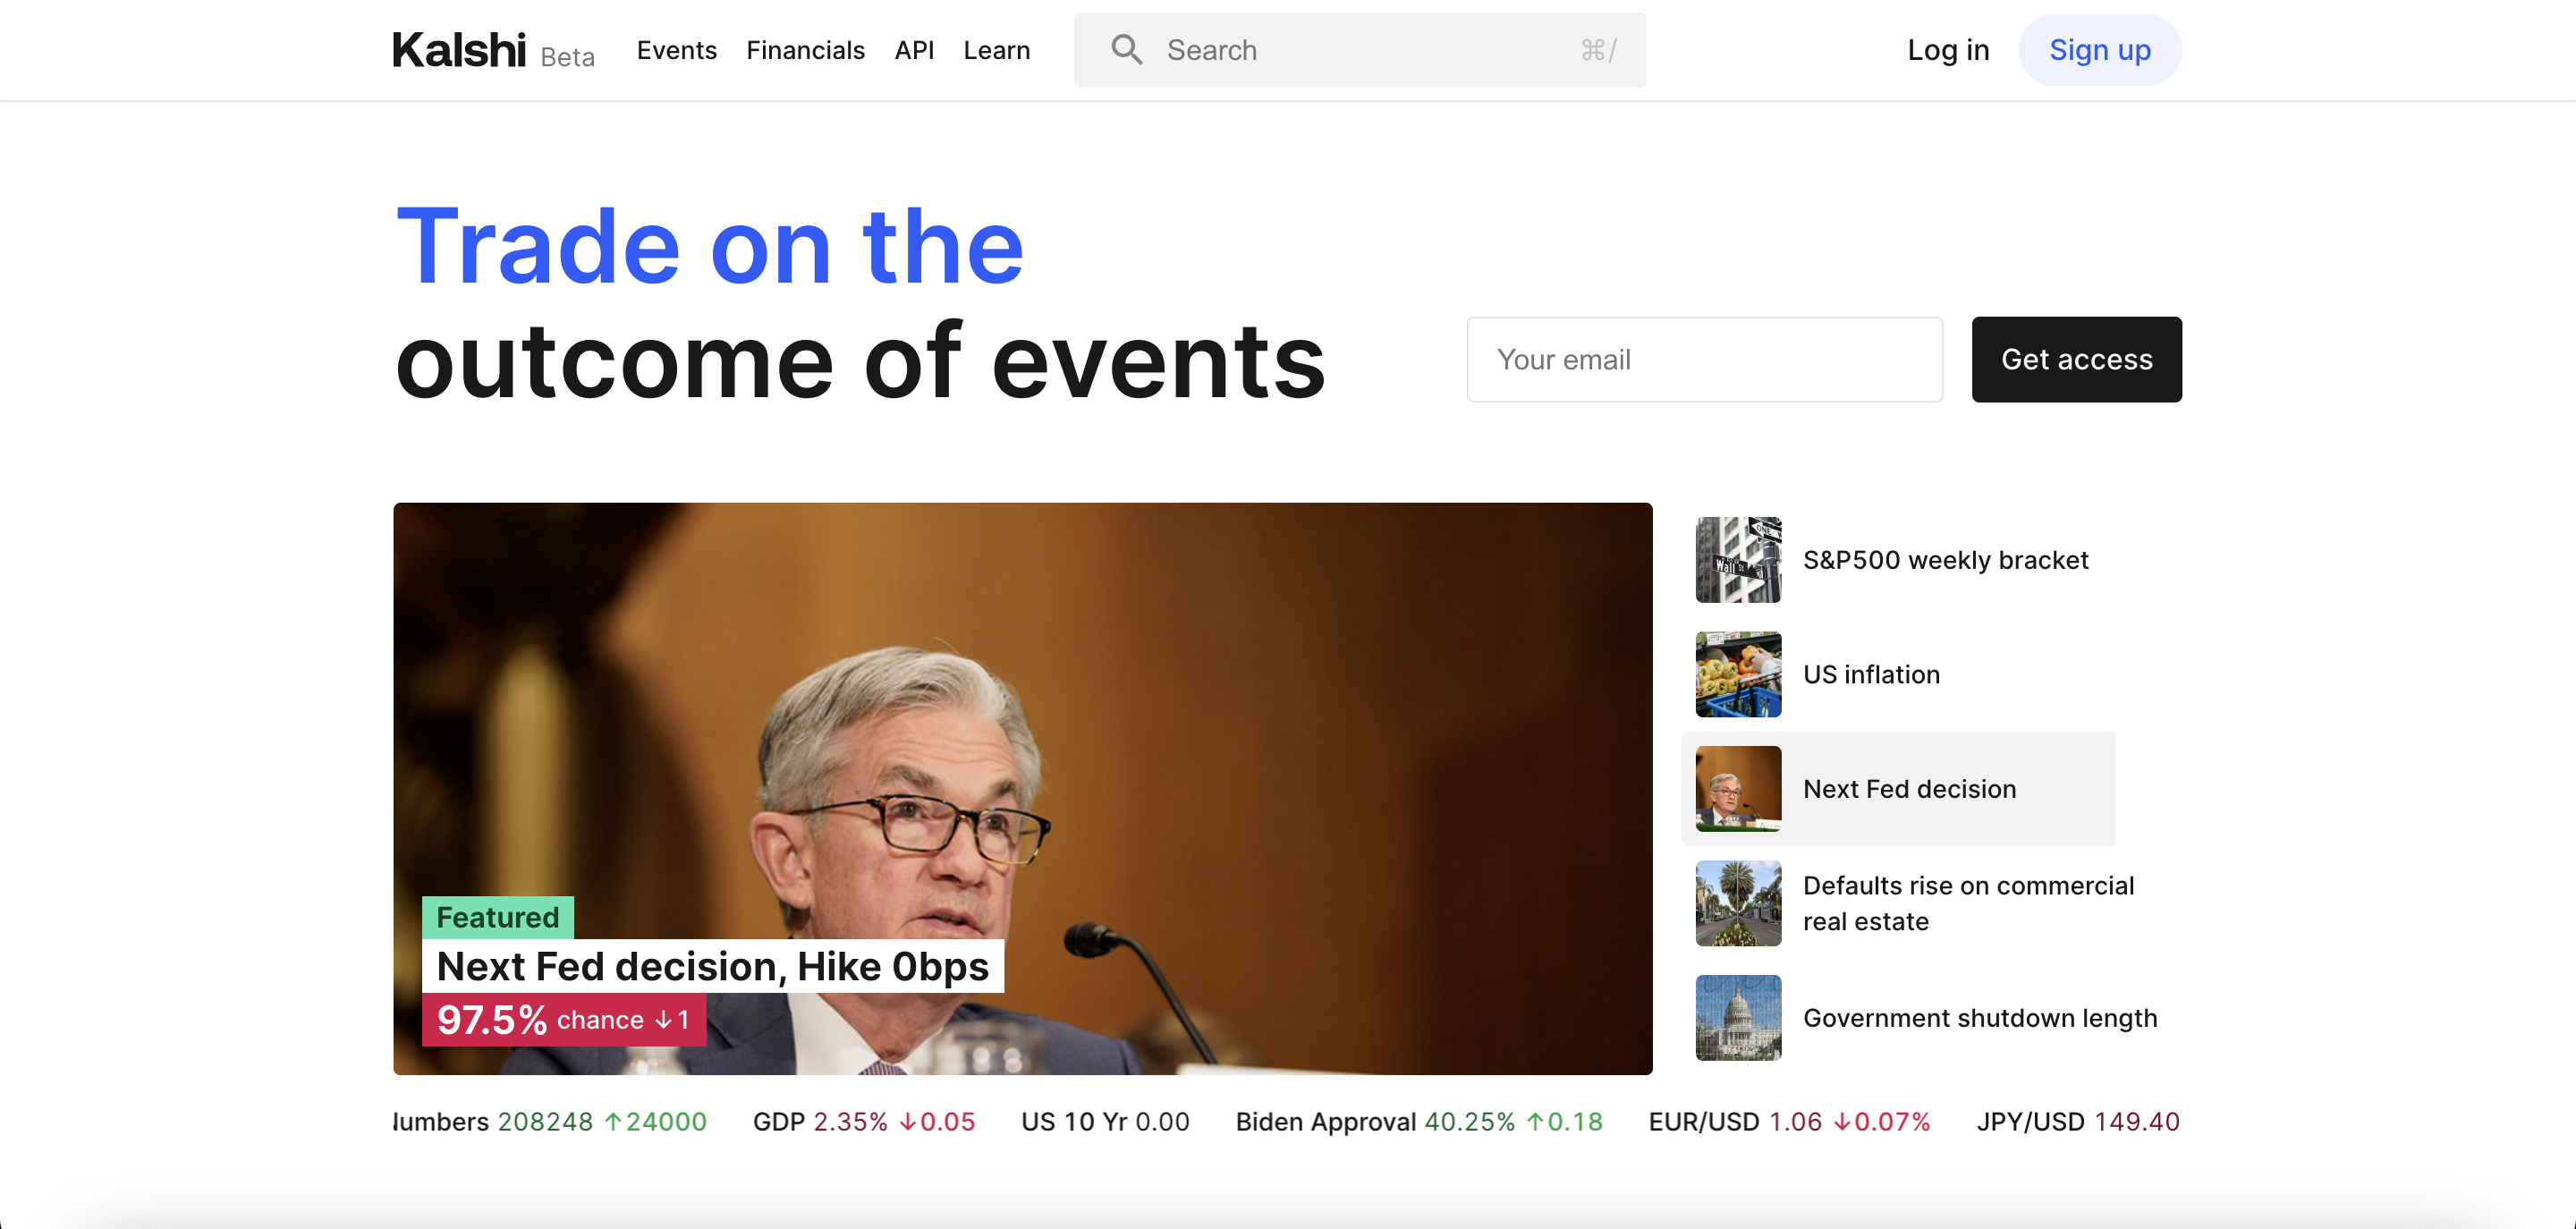 Kalshi Beta Events Financials API Learn Search ⌘/ Log in Sign up
Trade on the
outcome of events
Your email Get access
Featured
Next Fed decision, Hike 0bps
97.5% chance ↓1
Wall St
S&P500 weekly bracket
US inflation
Next Fed decision
Defaults rise on commercial
real estate
Government shutdown length
GDP 2.35% ↓0.05 US 10 Yr 0.00 Biden Approval 40.25% ↑0.18 EUR/USD 1.06 ↓0.07% JPY/USD 149.40